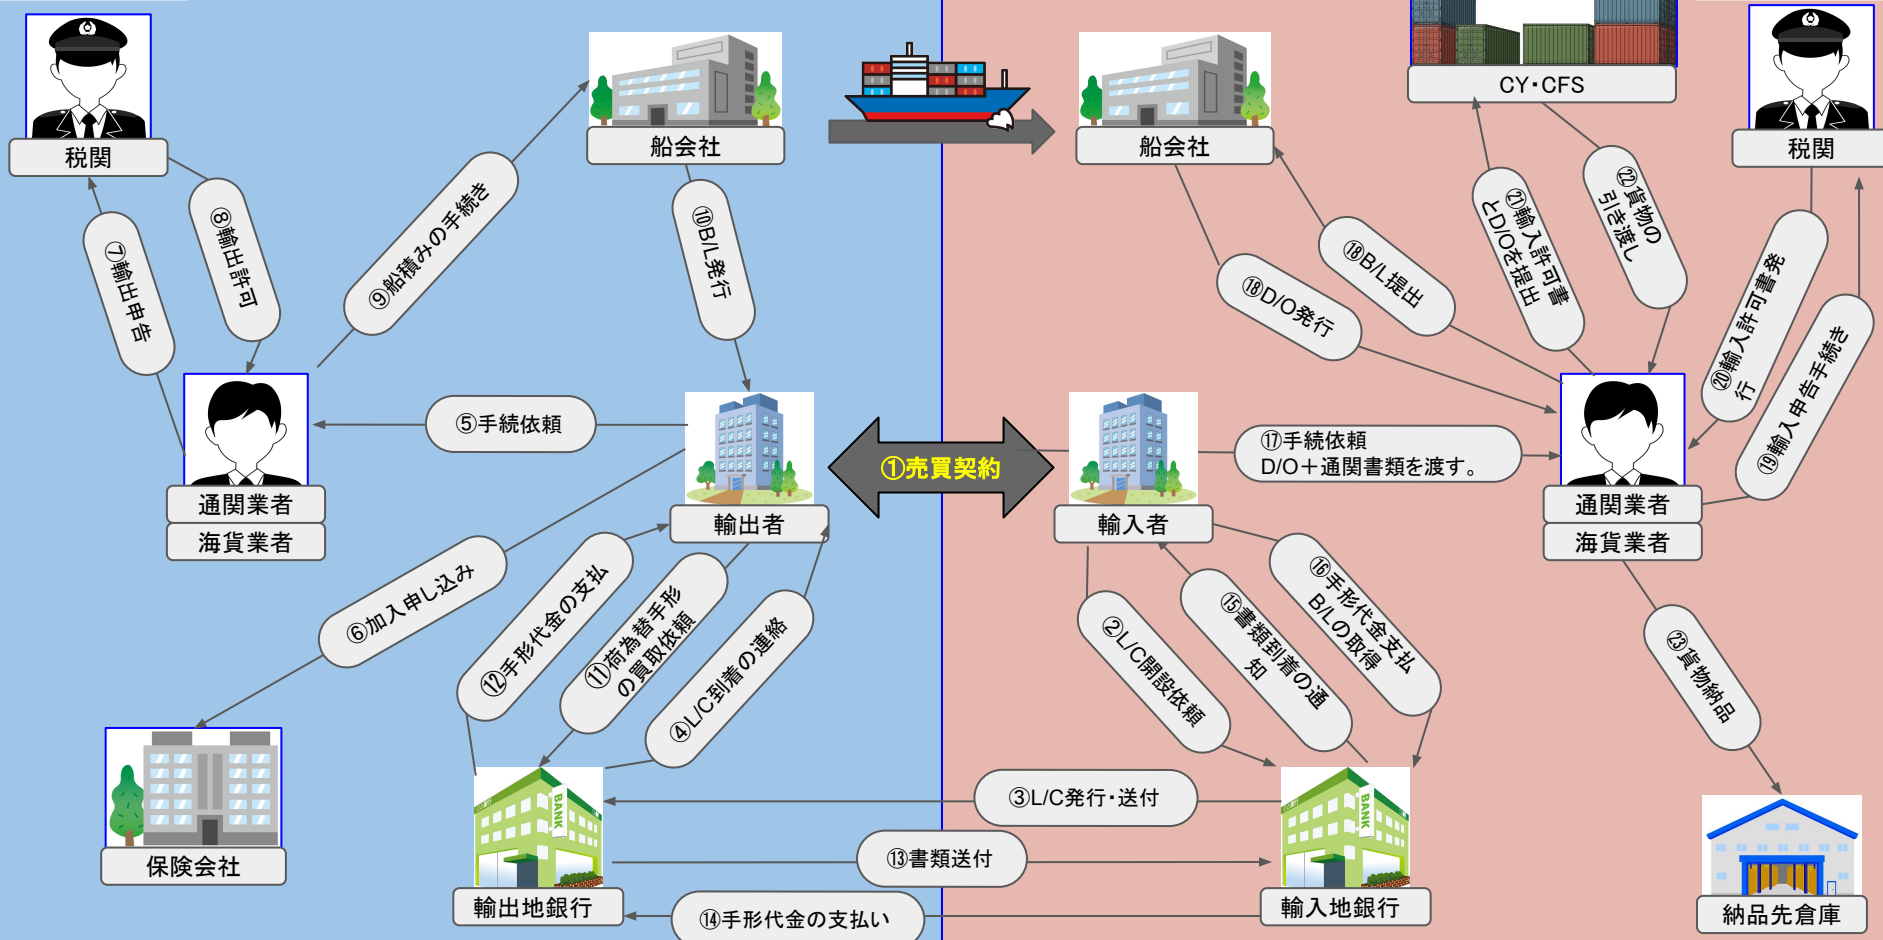 税関
船会社
船会社
CY・CFS
税関
⑦輸出申告
⑧輸出許可
⑨船積みの手続き
⑩B/L発行
⑱D/O発行
⑱B/L提出
㉑輸入許可書
とD/Oを提出
㉒貨物の
引き渡し
⑳輸入許可書発
行
⑲輸入申告手続き
⑤手続依頼
①売買契約
⑰手続依頼
D/O＋通関書類を渡す。
通関業者
海貨業者
輸出者
輸入者
通関業者
海貨業者
⑥加入申し込み
⑫手形代金の支払
⑪荷為替手形
の買取依頼
④L/C到着の連絡
②L/C開設依頼
⑮書類到着の通
知
⑯手形代金支払
B/Lの取得
㉓貨物納品
③L/C発行・送付
BANK
BANK
⑬書類送付
保険会社
輸出地銀行
⑭手形代金の支払い
輸入地銀行
納品先倉庫